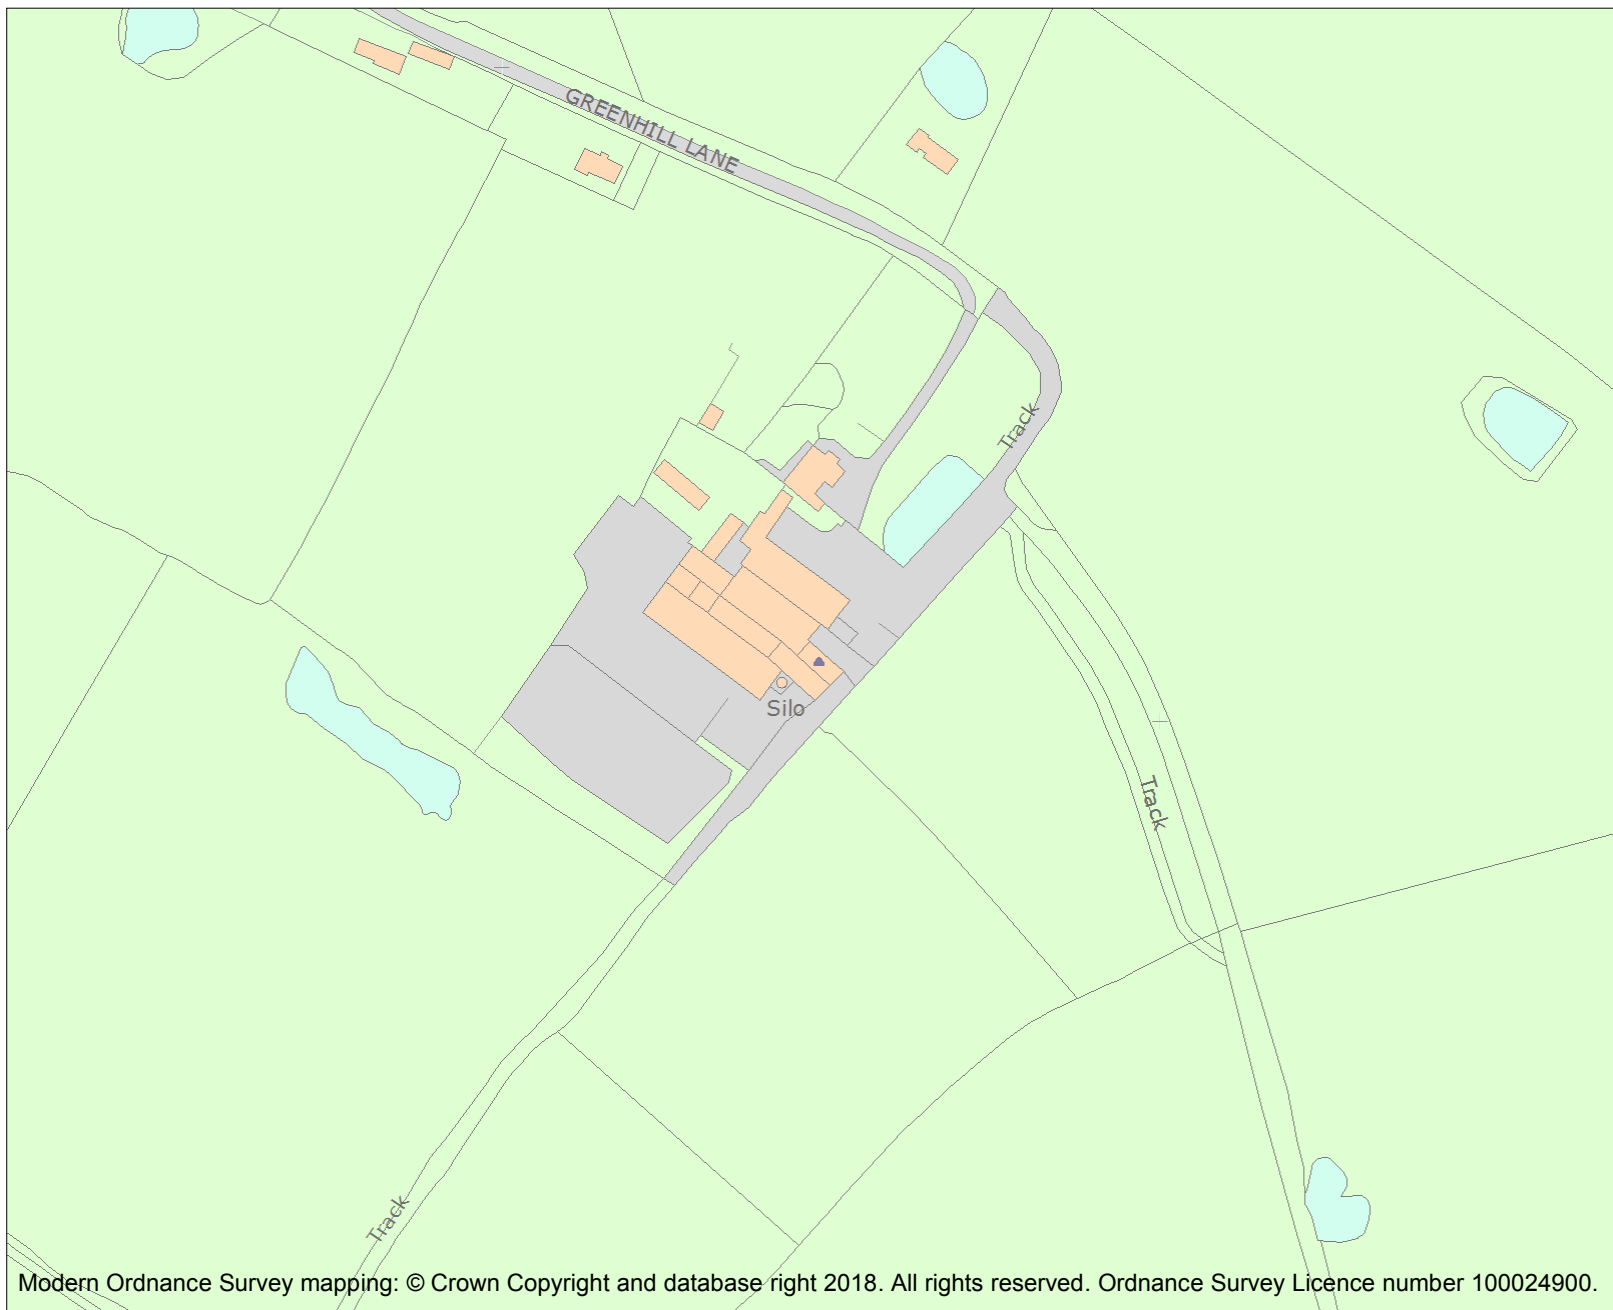 GREENHILL LANE
Track
Silo
Track
Track
Modern Ordnance Survey mapping: © Crown Copyright and database right 2018. All rights reserved. Ordnance Survey Licence number 100024900.